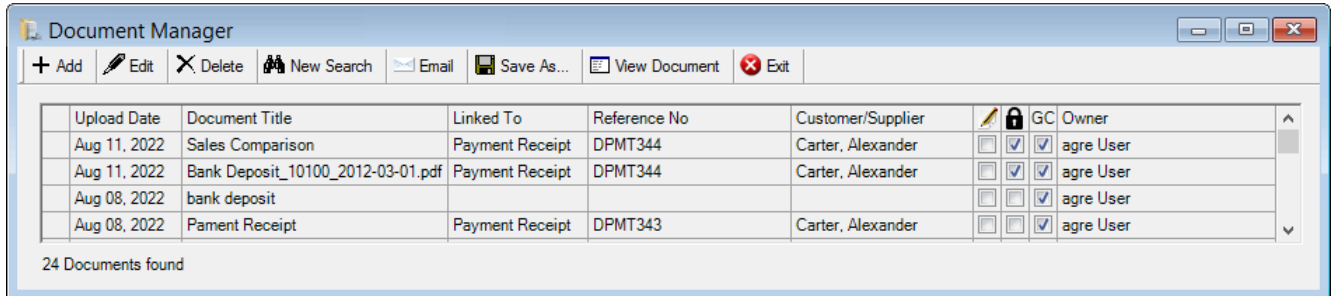 Document Manager
Add Edit Delete New Search Email Save As... View Document Exit
Upload Date Document Title Linked To Reference No Customer/Supplier GC Owner
Aug 11, 2022 Sales Comparison Payment Receipt DPMT344 Carter, Alexander agre User
Aug 11, 2022 Bank Deposit_10100_2012-03-01.pdf Payment Receipt DPMT344 Carter, Alexander agre User
Aug 08, 2022 bank deposit agre User
Aug 08, 2022 Pament Receipt Payment Receipt DPMT343 Carter, Alexander agre User
24 Documents found